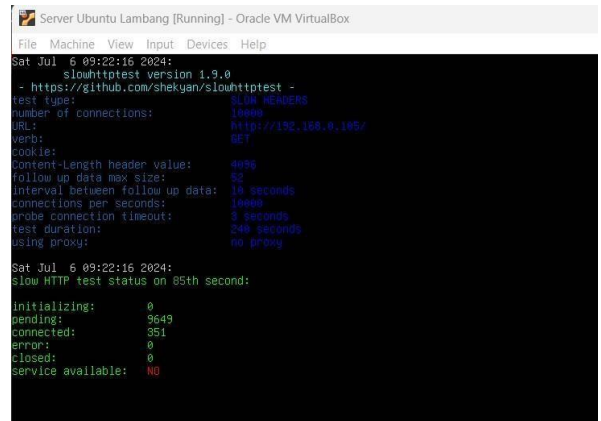 Server Ubuntu Lambang [Running] - Oracle VM VirtualBox
File Machine View Input Devices Help
Sat Jul 6 09:22:16 2024:
slowhttptest version 1.9.0
- https://github.com/shekyan/slowhttptest -
test type: SLOW HEADERS
number of connections: 10000
URL: http://192.168.0.105/
verb: GET
cookie:
Content-Length header value: 4096
follow up data max size: 52
interval between follow up data: 10 seconds
connections per seconds: 10000
probe connection timeout: 3 seconds
test duration: 240 seconds
using proxy: no proxy
Sat Jul 6 09:22:16 2024:
slow HTTP test status on 85th second:
initializing: 0
pending: 9649
connected: 351
error: 0
closed: 0
service available: NO